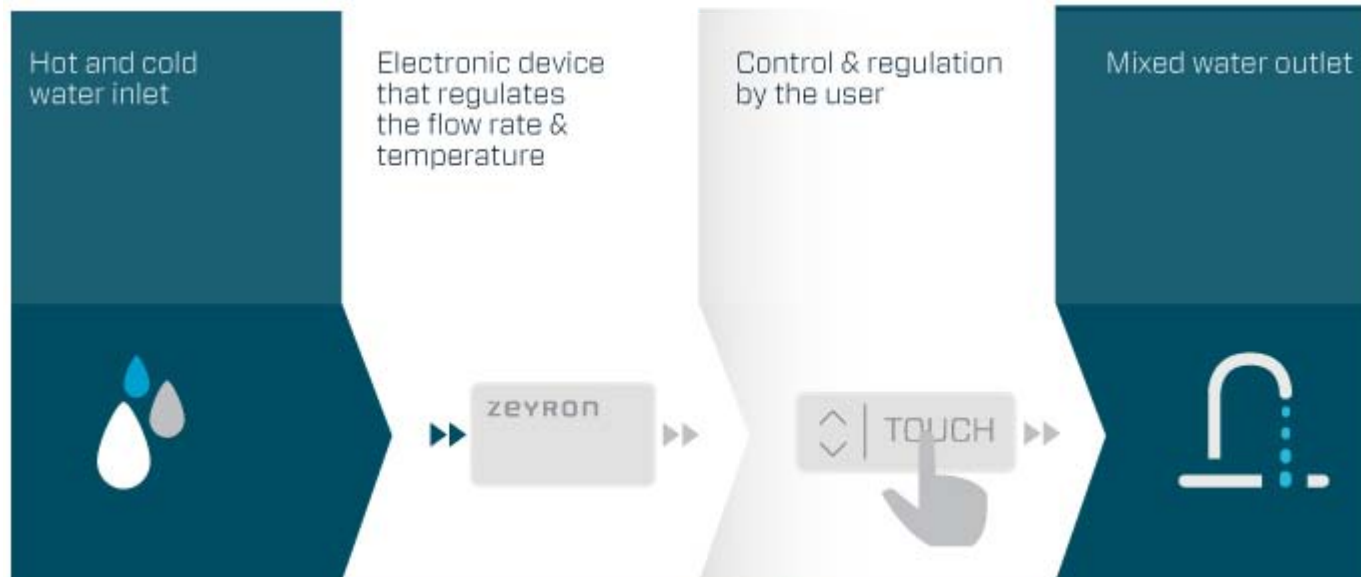 Hot and cold
water inlet
Electronic device
that regulates
the flow rate &
temperature
Control & regulation
by the user
Mixed water outlet
zeyron
TOUCH